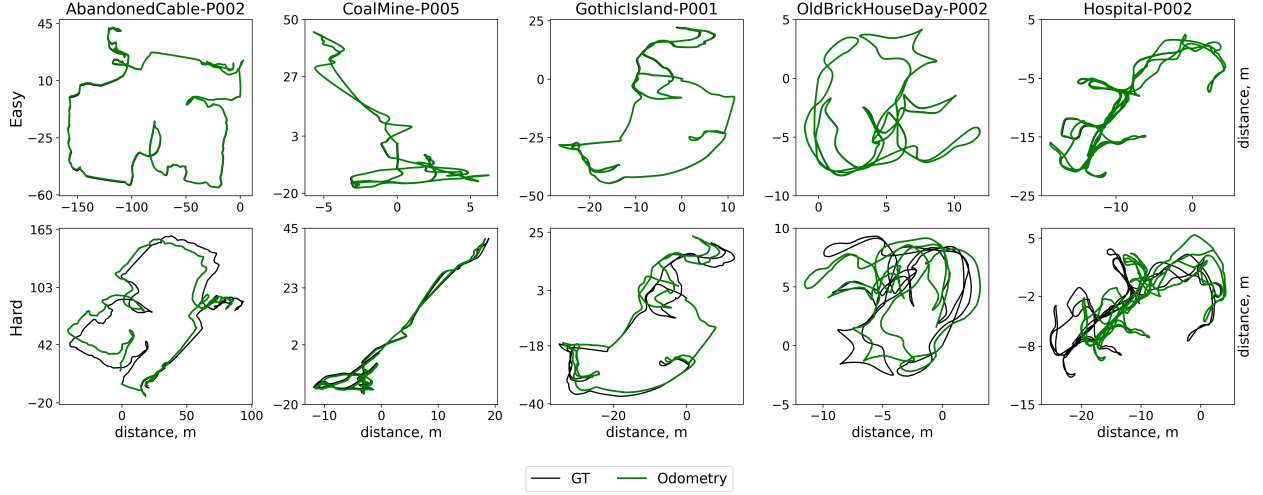 AbandonedCable-P002 CoalMine-P005 GothicIsland-P001 OldBrickHouseDay-P002 Hospital-P002
Easy
45
10
−25
−60
−150 −100 −50 0
50
27
3
−20
−5 0 5
25
0
−25
−50
−20 −10 0 10
5
0
−5
−10
0 5 10
5
−5
−15
−25
−10 0
distance, m
Hard
165
103
42
−20
0 50 100
distance, m
45
23
2
−20
−10 0 10 20
distance, m
25
3
−18
−40
−20 0
distance, m
10
5
0
−5
−10 −5 0
distance, m
5
−2
−8
−15
−20 −10 0
distance, m
distance, m
GT Odometry